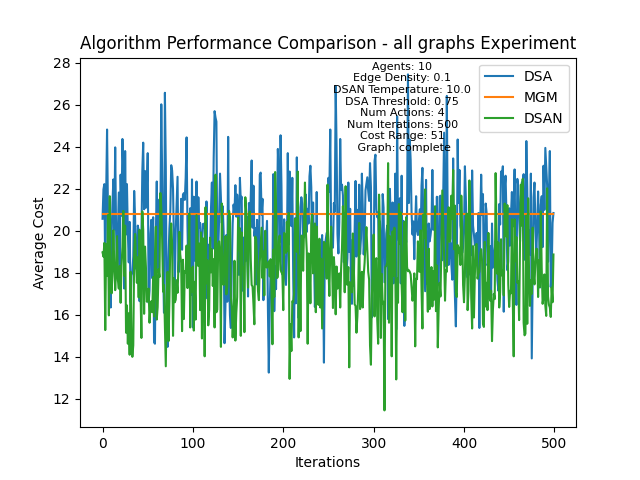 Algorithm Performance Comparison - all graphs Experiment
Agents: 10
Edge Density: 0.1
DSAN Temperature: 10.0
DSA Threshold: 0.75
Num Actions: 4
Num Iterations: 500
Cost Range: 51
Graph: complete
DSA
MGM
DSAN
Average Cost
28
26
24
22
20
18
16
14
12
0
100
200
300
400
500
Iterations